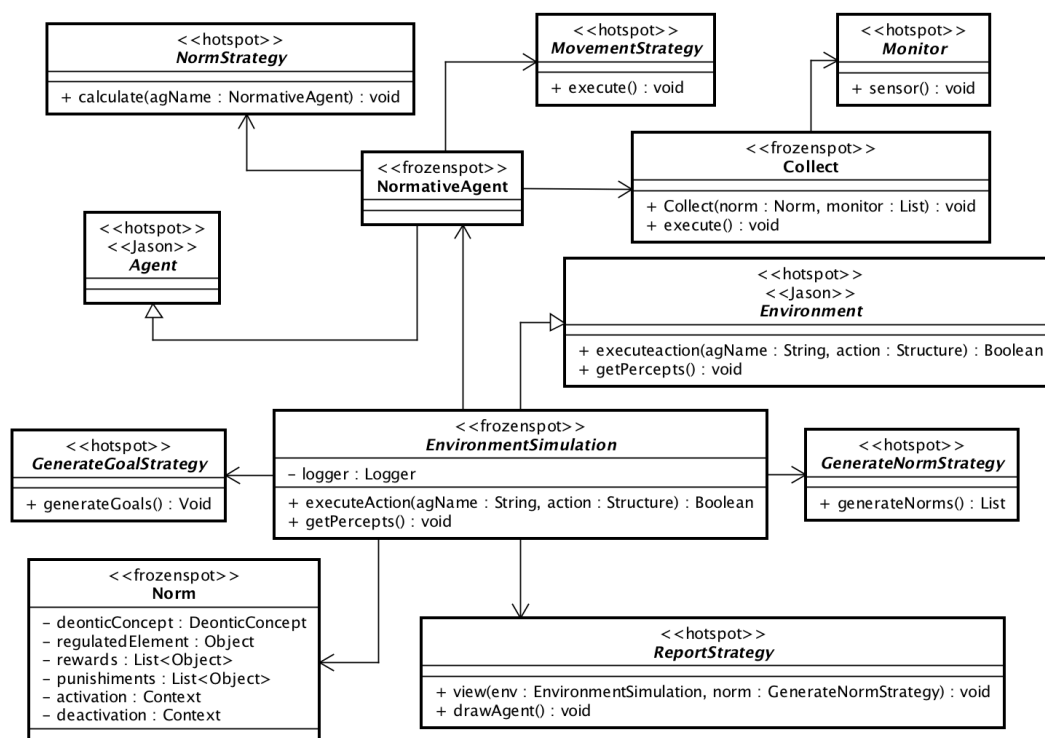 <<hotspot>>
NormStrategy
+ calculate(agName : NormativeAgent) : void
<<hotspot>>
MovementStrategy
+ execute() : void
<<hotspot>>
Monitor
+ sensor() : void
<<frozenspot>>
NormativeAgent
<<frozenspot>>
Collect
+ Collect(norm : Norm, monitor : List) : void
+ execute() : void
<<hotspot>>
<<Jason>>
Agent
<<hotspot>>
<<Jason>>
Environment
+ executeaction(agName : String, action : Structure) : Boolean
+ getPercepts() : void
<<hotspot>>
GenerateGoalStrategy
+ generateGoals() : Void
<<frozenspot>>
EnvironmentSimulation
– logger : Logger
+ executeAction(agName : String, action : Structure) : Boolean
+ getPercepts() : void
<<hotspot>>
GenerateNormStrategy
+ generateNorms() : List
<<frozenspot>>
Norm
– deonticConcept : DeonticConcept
– regulatedElement : Object
– rewards : List<Object>
– punishiments : List<Object>
– activation : Context
– deactivation : Context
<<hotspot>>
ReportStrategy
+ view(env : EnvironmentSimulation, norm : GenerateNormStrategy) : void
+ drawAgent() : void